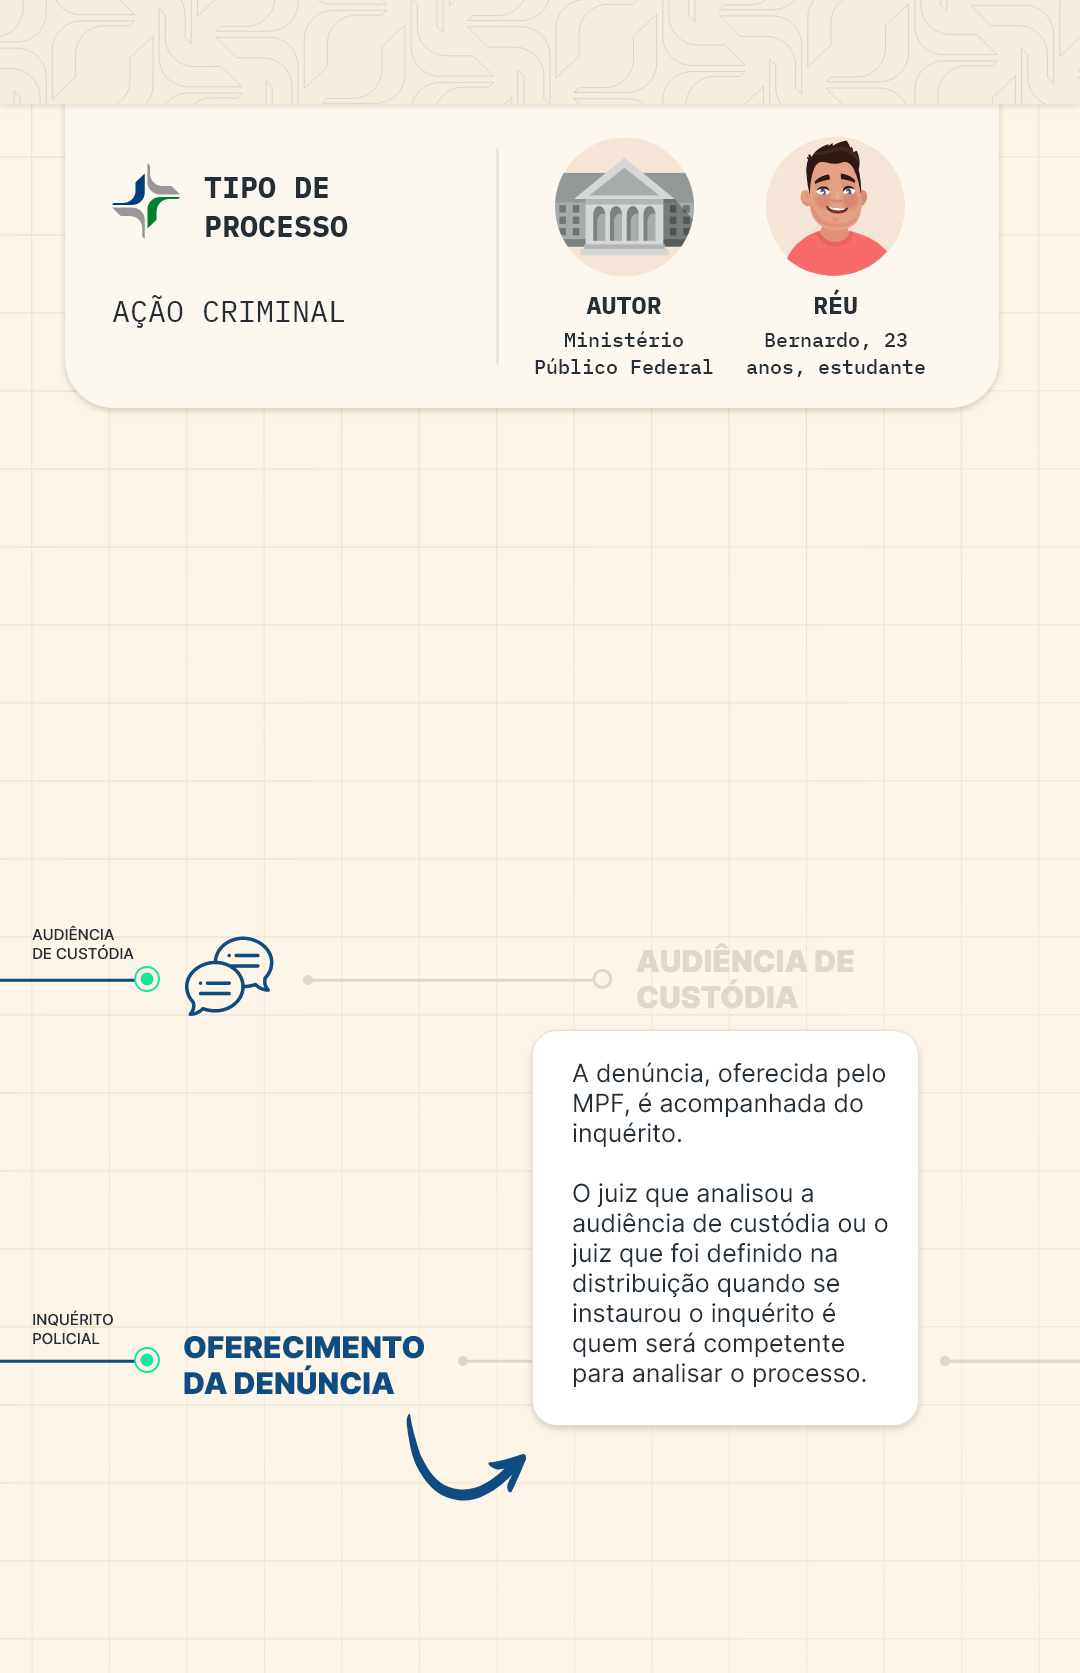 TIPO DE
PROCESSO
AÇÃO CRIMINAL
AUTOR
Ministério
Público Federal
RÉU
Bernardo, 23
anos, estudante
AUDIÊNCIA
DE CUSTÓDIA
AUDIÊNCIA DE
CUSTÓDIA
INQUÉRITO
POLICIAL
OFERECIMENTO
DA DENÚNCIA
A denúncia, oferecida pelo
MPF, é acompanhada do
inquérito.
O juiz que analisou a
audiência de custódia ou o
juiz que foi definido na
distribuição quando se
instaurou o inquérito é
quem será competente
para analisar o processo.